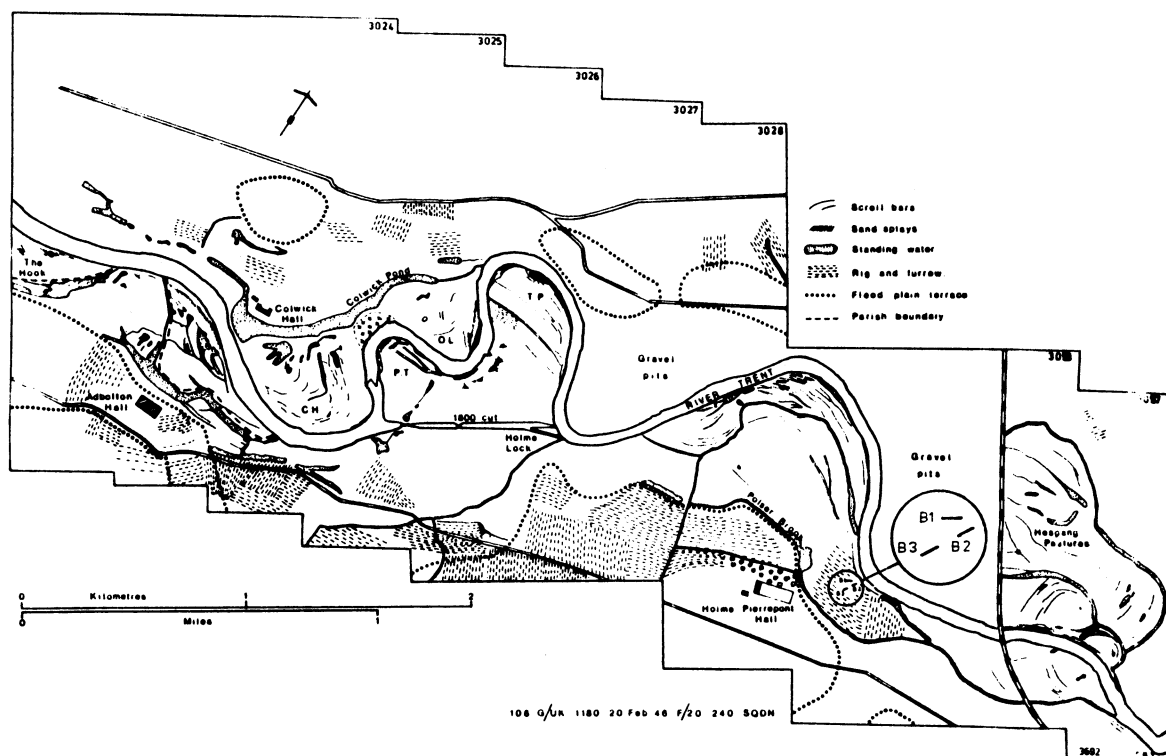 3024
3025
3026
3027
3028
Scroll bars
Sand splays
Standing water
Rig and furrow
Flood plain terrace
Parish boundary
The
Hook
Colwick
Hall
Colwick Pond
TP
OL
PT
CH
Adbolton
Hall
1800 cut
Holme
Lock
Gravel
pits
RIVER TRENT
Gravel
pits
B1
B2
B3
Hesgang
Pastures
Polser Brook
Holme Pierrepont
Hall
0 Kilometres 1 2
0 Miles 1
106 G/UK 1180 20 Feb 46 F/20 240 SQDN
3682